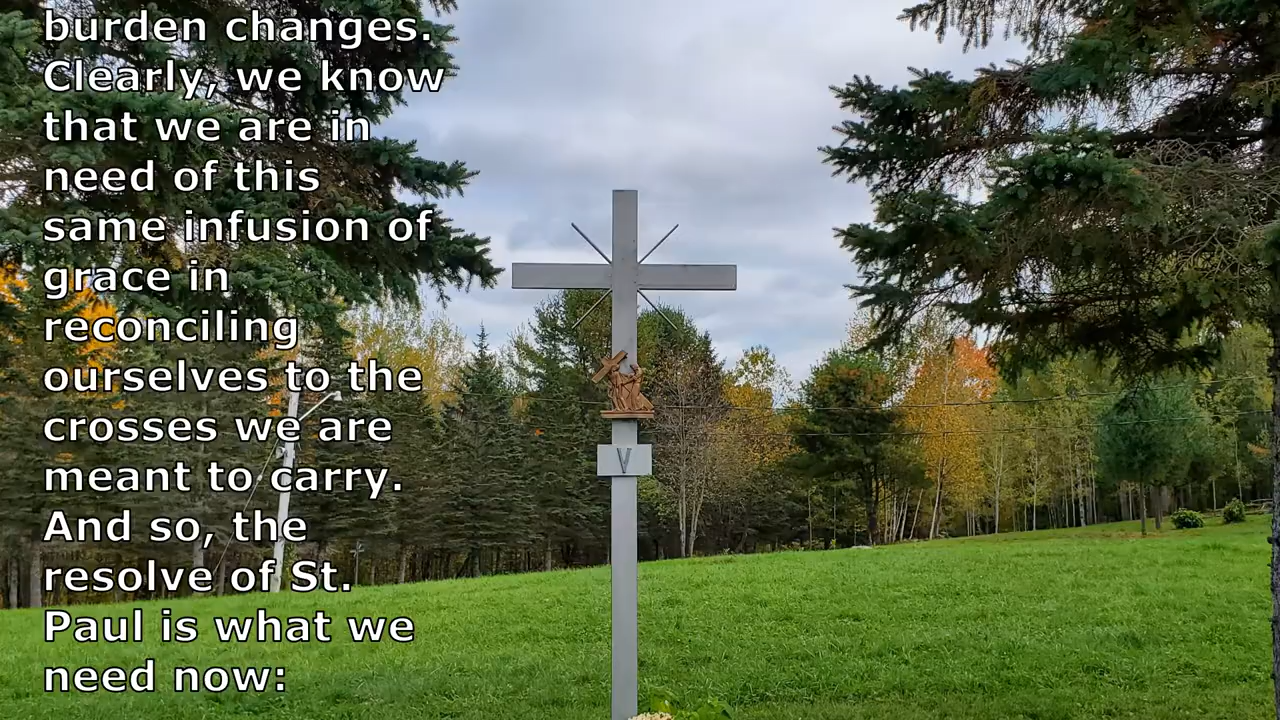 burden changes.
Clearly, we know
that we are in
need of this
same infusion of
grace in
reconciling
ourselves to the
crosses we are
meant to carry.
And so, the
resolve of St.
Paul is what we
need now:
V